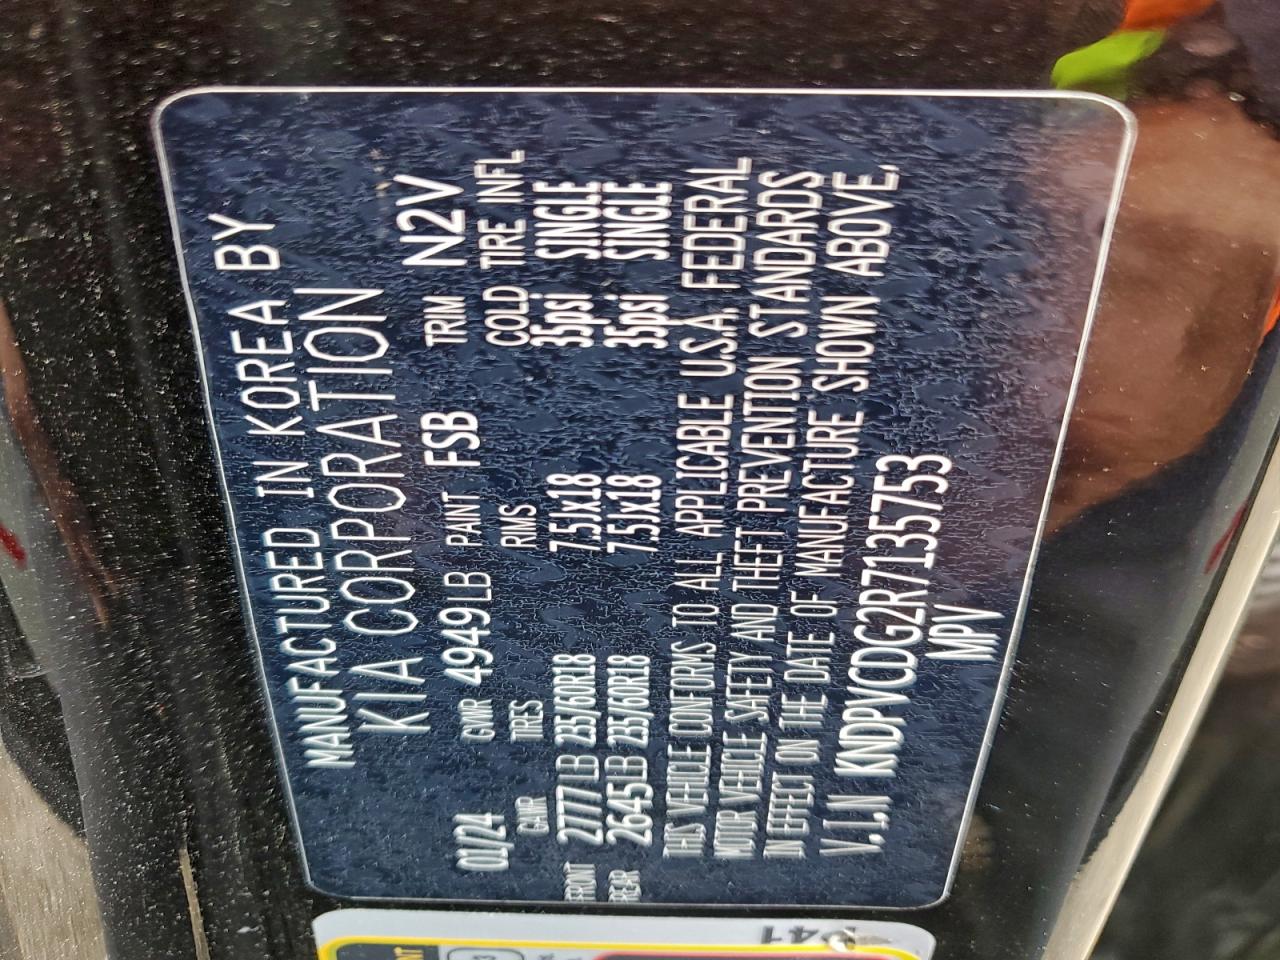 MANUFACTURED IN KOREA BY
KIA CORPORATION
01/24 GVWR 4949LB PAINT FSB TRIM N2V
GAWR TIRES RIMS COLD TIRE INFL
FRONT 2777LB 235/60R18 7.5Jx18 35psi SINGLE
REAR 2645LB 235/60R18 7.5Jx18 35psi SINGLE
THIS VEHICLE CONFORMS TO ALL APPLICABLE U.S.A. FEDERAL
MOTOR VEHICLE SAFETY AND THEFT PREVENTION STANDARDS
IN EFFECT ON THE DATE OF MANUFACTURE SHOWN ABOVE.
V.I.N KNDPVCDG2R7135753
MPV